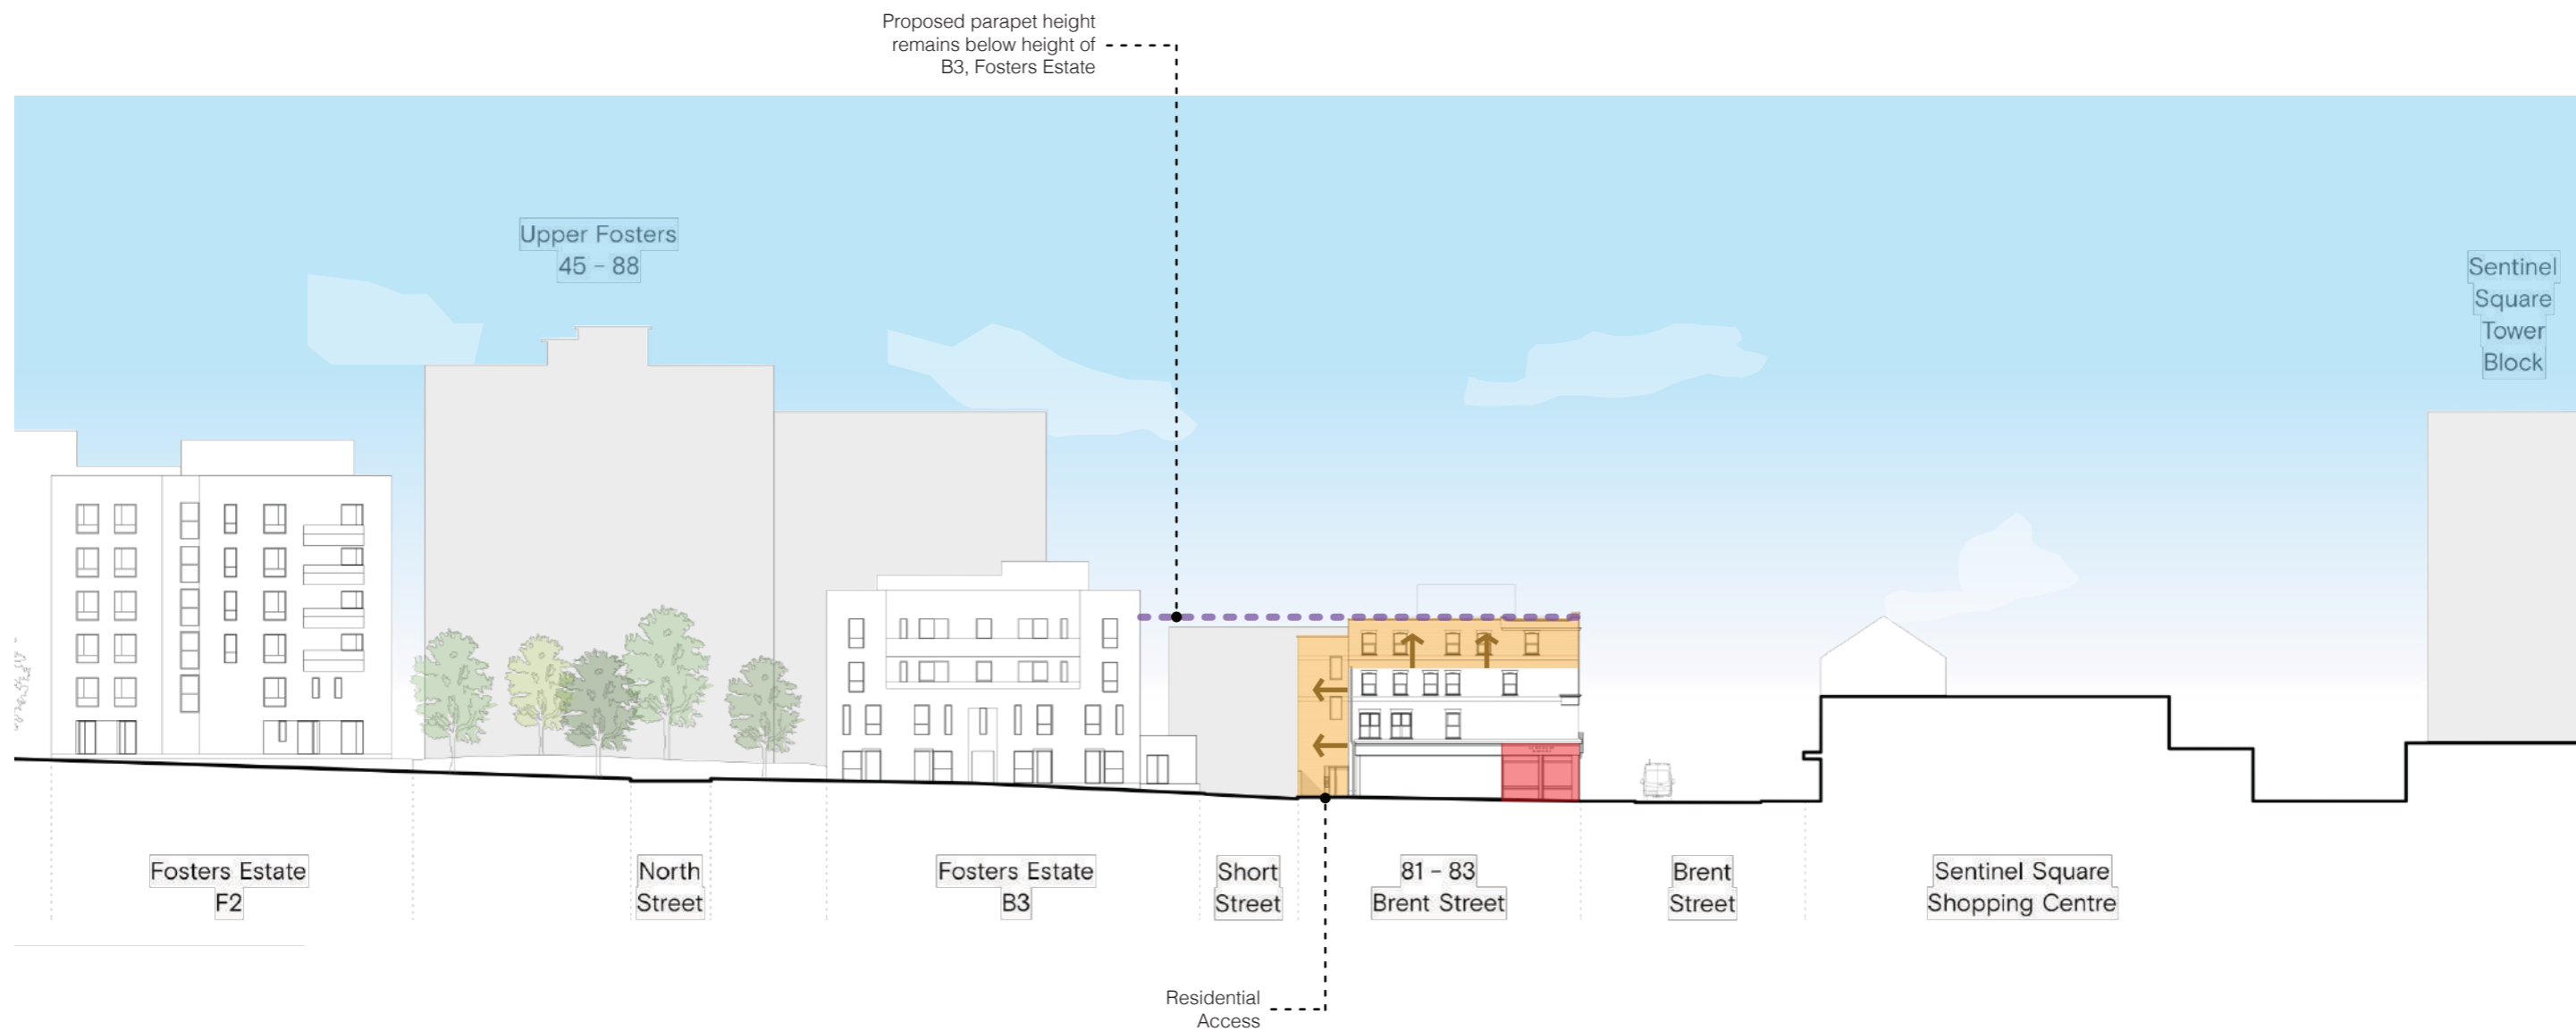 Proposed parapet height
remains below height of
B3, Fosters Estate
Upper Fosters
45 - 88
Sentinel
Square
Tower
Block
Fosters Estate
F2
North
Street
Fosters Estate
B3
Short
Street
81 - 83
Brent Street
Brent
Street
Sentinel Square
Shopping Centre
Residential
Access